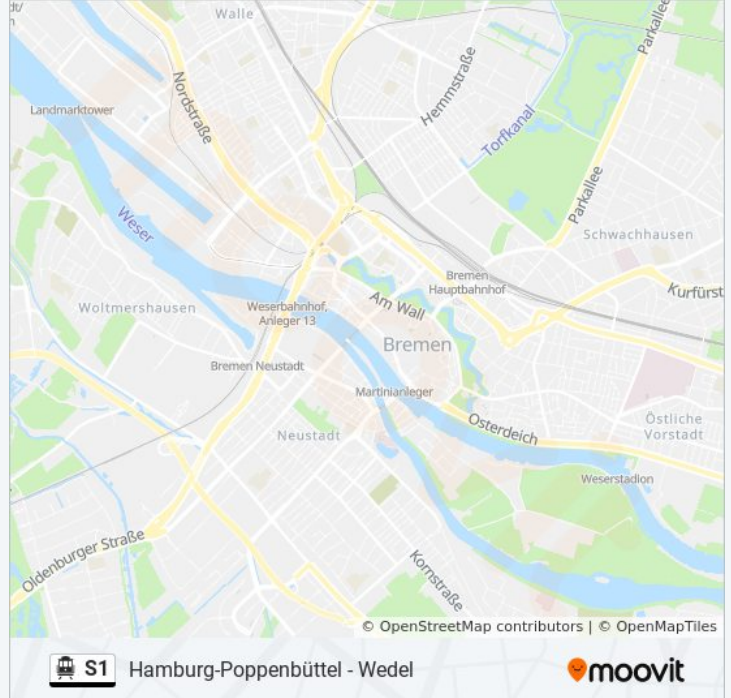 Walle
Parkallee
Hemmstraße
Nordstraße
Landmarktower
Torfkanal
Parkallee
Weser
Schwachhausen
Bremen
Hauptbahnhof
Kurfürst
Woltmershausen
Weserbahnhof,
Anleger 13
Am Wall
Bremen
Bremen Neustadt
Martinianleger
Neustadt
Osterdeich
Östliche
Vorstadt
Weserstadion
Oldenburger Straße
Kornstraße
© OpenStreetMap contributors | © OpenMapTiles
S1 Hamburg-Poppenbüttel - Wedel
moovit